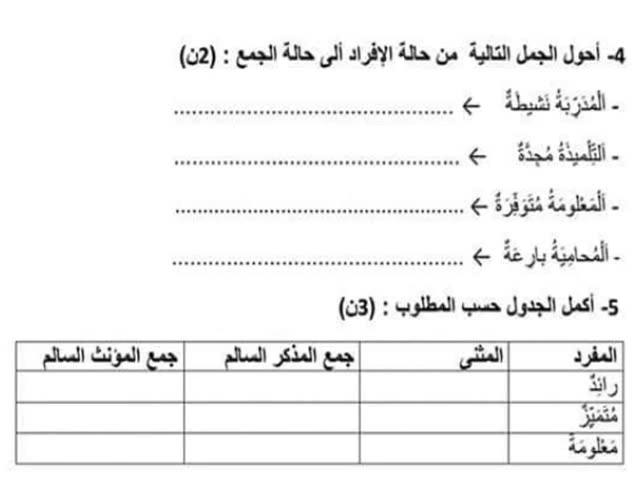 4- أحول الجمل التالية من حالة الإفراد ألى حالة الجمع : (2ن)
- اَلْمُدَرِّبَةُ نَشيطَةٌ ← ........................................
- اَلتِّلْميذَةُ مُجِدَّةٌ ← ........................................
- اَلْمَعْلومَةُ مُتَوَفِّرَةٌ ← ........................................
- اَلْمُحامِيَّةُ بارِعَةٌ ← ........................................
5- أكمل الجدول حسب المطلوب : (3ن)
المفرد المثنى جمع المذكر السالم جمع المؤنث السالم
رائِدٌ
مُتَمَيِّزٌ
مَعْلومَةٌ